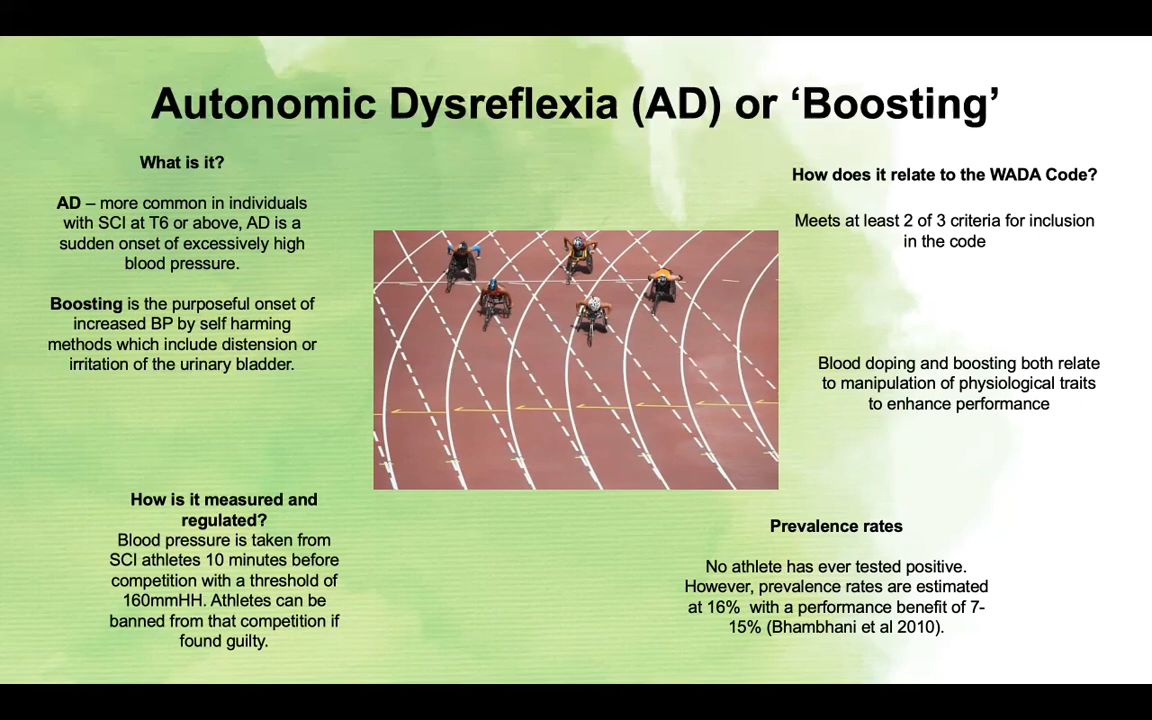 Autonomic Dysreflexia (AD) or ‘Boosting’
What is it?
AD – more common in individuals
with SCI at T6 or above, AD is a
sudden onset of excessively high
blood pressure.
Boosting is the purposeful onset of
increased BP by self harming
methods which include distension or
irritation of the urinary bladder.
How is it measured and
regulated?
Blood pressure is taken from
SCI athletes 10 minutes before
competition with a threshold of
160mmHH. Athletes can be
banned from that competition if
found guilty.
How does it relate to the WADA Code?
Meets at least 2 of 3 criteria for inclusion
in the code
Blood doping and boosting both relate
to manipulation of physiological traits
to enhance performance
Prevalence rates
No athlete has ever tested positive.
However, prevalence rates are estimated
at 16%  with a performance benefit of 7-
15% (Bhambhani et al 2010).